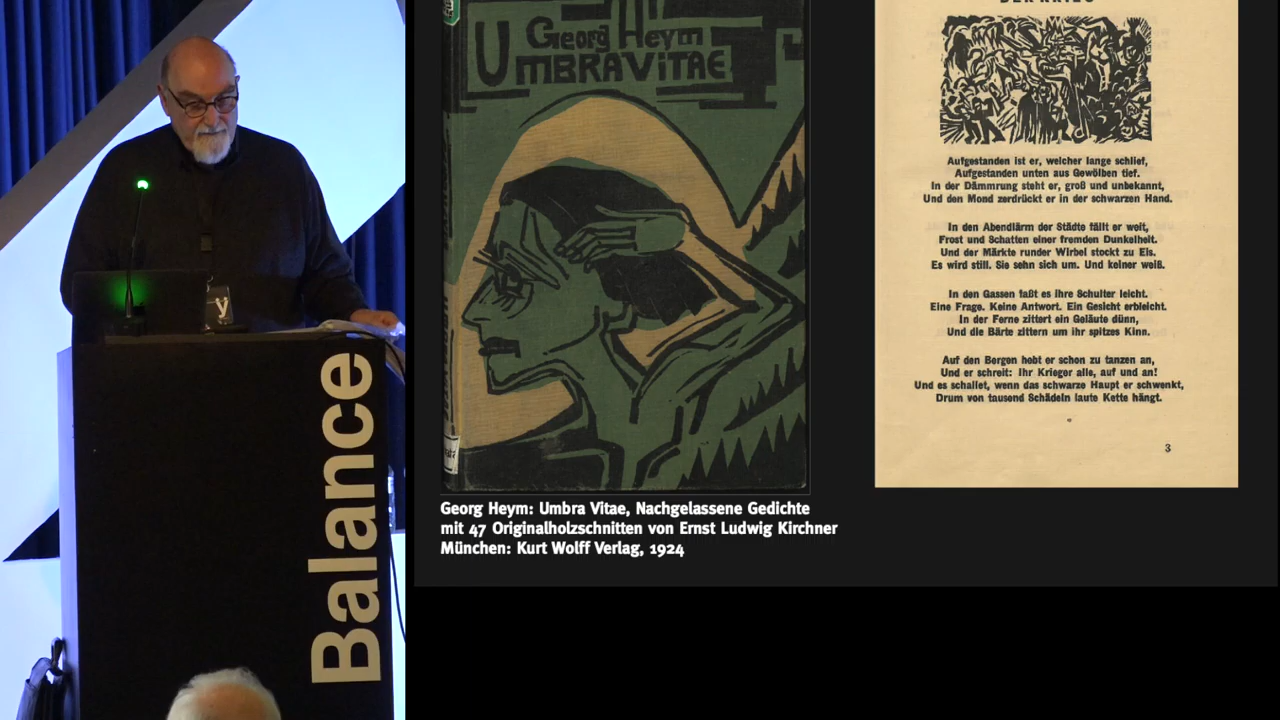 Georg Heym
UMBRA VITAE
DER KRIEG
Aufgestanden ist er, welcher lange schlief,
Aufgestanden unten aus Gewölben tief.
In der Dämmrung steht er, groß und unbekannt,
Und den Mond zerdrückt er in der schwarzen Hand.
In den Abendlärm der Städte fällt er weit,
Frost und Schatten einer fremden Dunkelheit.
Und der Märkte runder Wirbel stockt zu Eis.
Es wird still. Sie sehn sich um. Und keiner weiß.
In den Gassen faßt es ihre Schulter leicht.
Eine Frage. Keine Antwort. Ein Gesicht erbleicht.
In der Ferne zittert ein Geläute dünn,
Und die Bärte zittern um ihr spitzes Kinn.
Auf den Bergen hebt er schon zu tanzen an,
Und er schreit: Ihr Krieger alle, auf und an!
Und es schallet, wenn das schwarze Haupt er schwenkt,
Drum von tausend Schädeln laute Kette hängt.
3
Georg Heym: Umbra Vitae, Nachgelassene Gedichte
mit 47 Originalholzschnitten von Ernst Ludwig Kirchner
München: Kurt Wolff Verlag, 1924
y
Balance